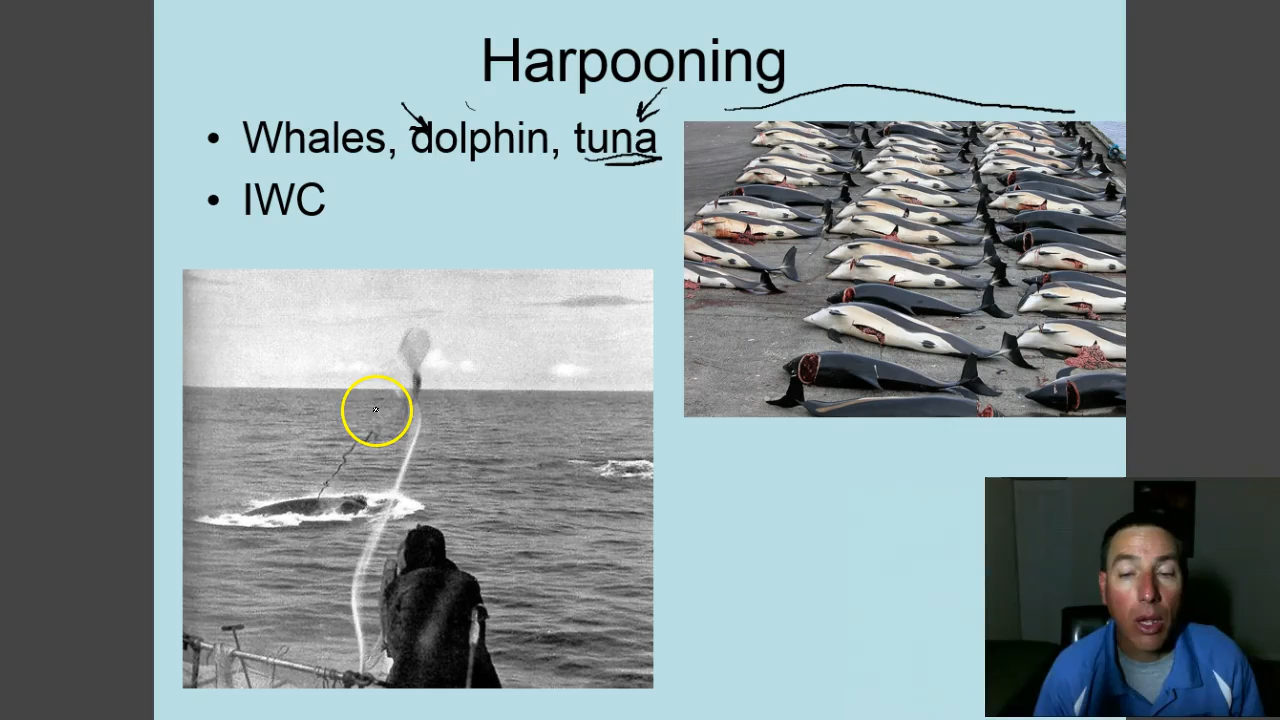 Harpooning
• Whales, dolphin, tuna
• IWC